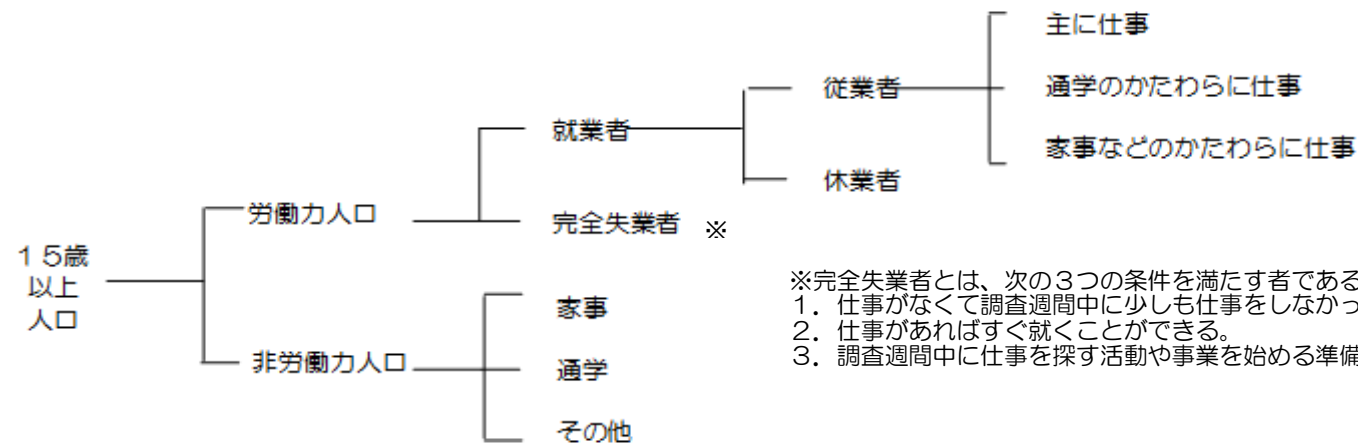 主に仕事
従業者
通学のかたわらに仕事
就業者
家事などのかたわらに仕事
休業者
労働力人口
完全失業者 ※
１５歳
以上
人口
※完全失業者とは、次の３つの条件を満たす者である
１．仕事がなくて調査週間中に少しも仕事をしなかっ
２．仕事があればすぐ就くことができる。
３．調査週間中に仕事を探す活動や事業を始める準備
家事
非労働力人口
通学
その他